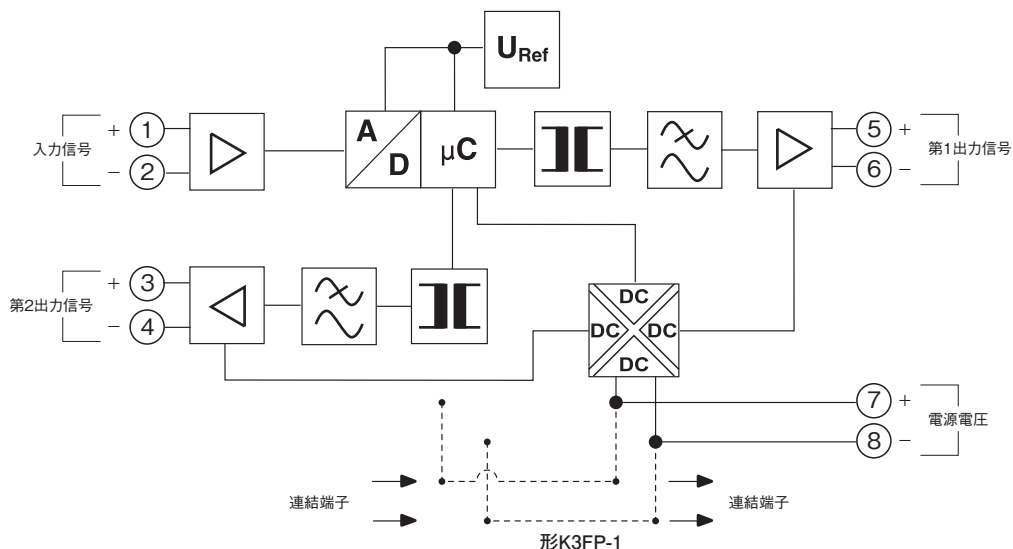 U Ref
+ ① 入力信号 - ②
A D μC
⑤ + 第1出力信号 ⑥ -
+ ③ 第2出力信号 - ④
DC
DC DC
DC
⑦ + 電源電圧 ⑧ -
連結端子 連結端子
形K3FP-1